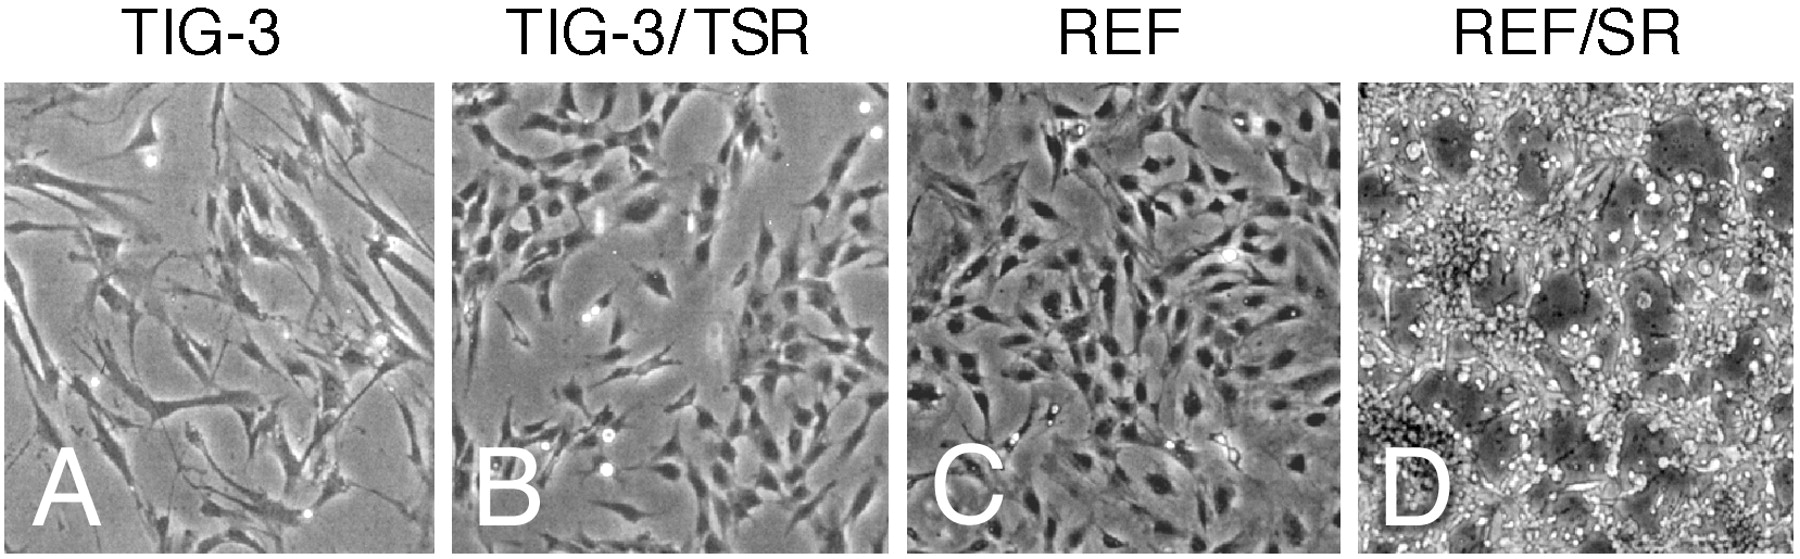 TIG-3 TIG-3/TSR REF REF/SR
A B C D